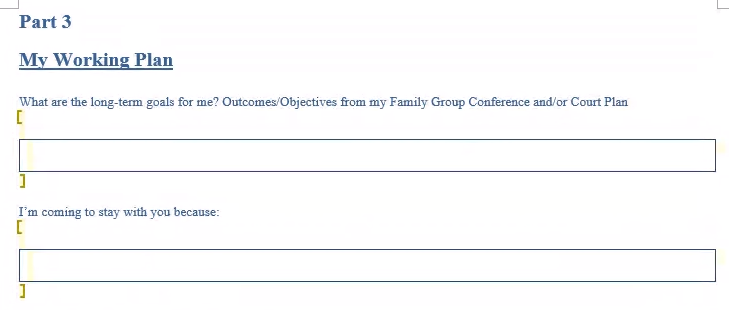 Part 3
My Working Plan
What are the long-term goals for me? Outcomes/Objectives from my Family Group Conference and/or Court Plan
[
]
I'm coming to stay with you because:
[
]